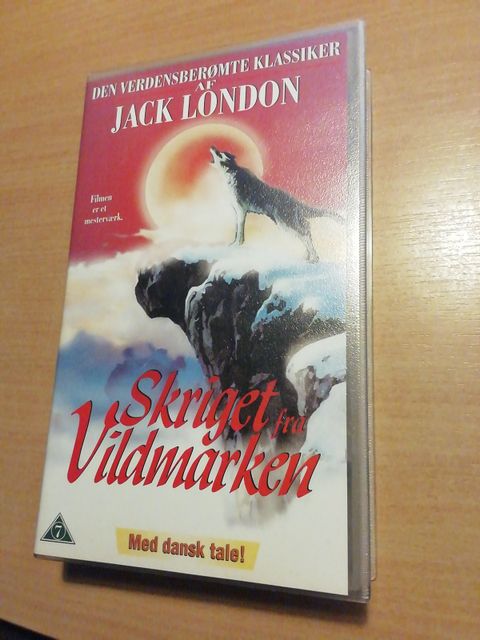 DEN VERDENSBERØMTE KLASSIKER
AF
JACK LONDON
Filmen
er et
mesterværk.
Skriget fra
Vildmarken
7
Med dansk tale!